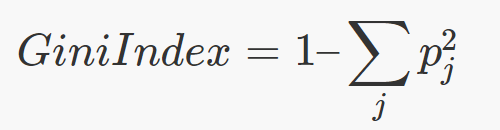 GiniIndex = 1– ∑_j p_j^2